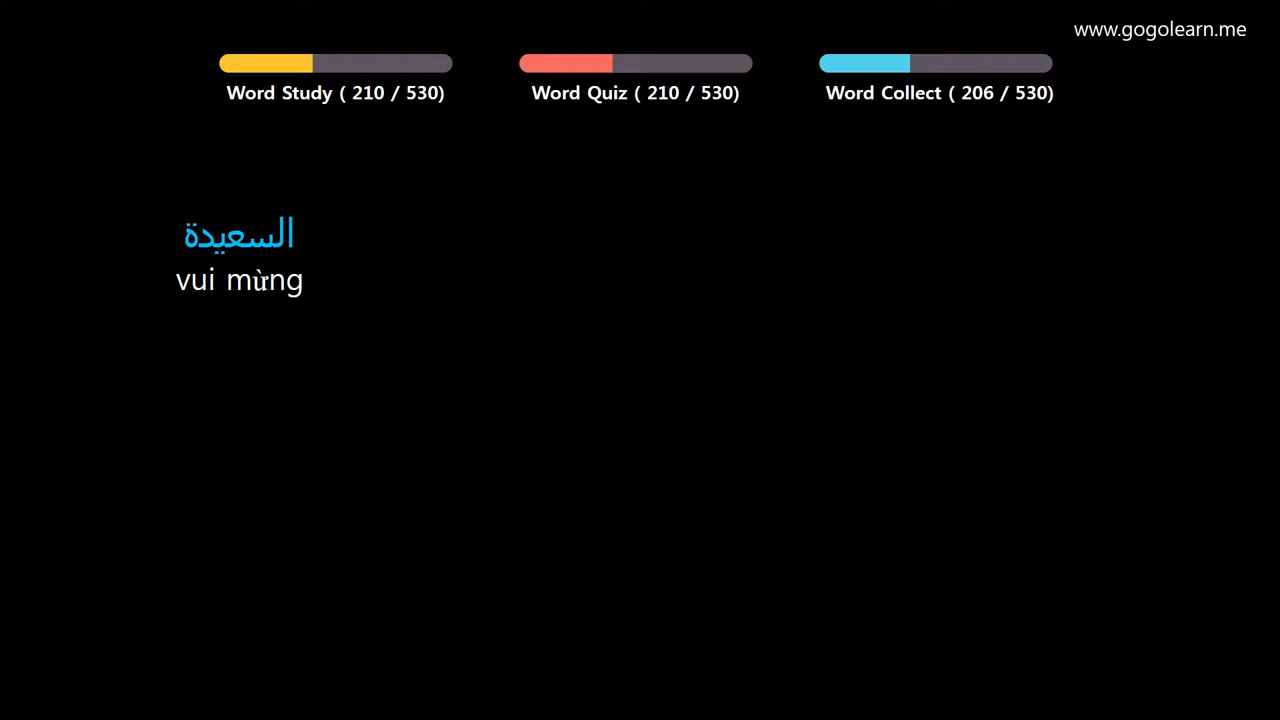 www.gogolearn.me
Word Study ( 210 / 530)
Word Quiz ( 210 / 530)
Word Collect ( 206 / 530)
السعيدة
vui mừng